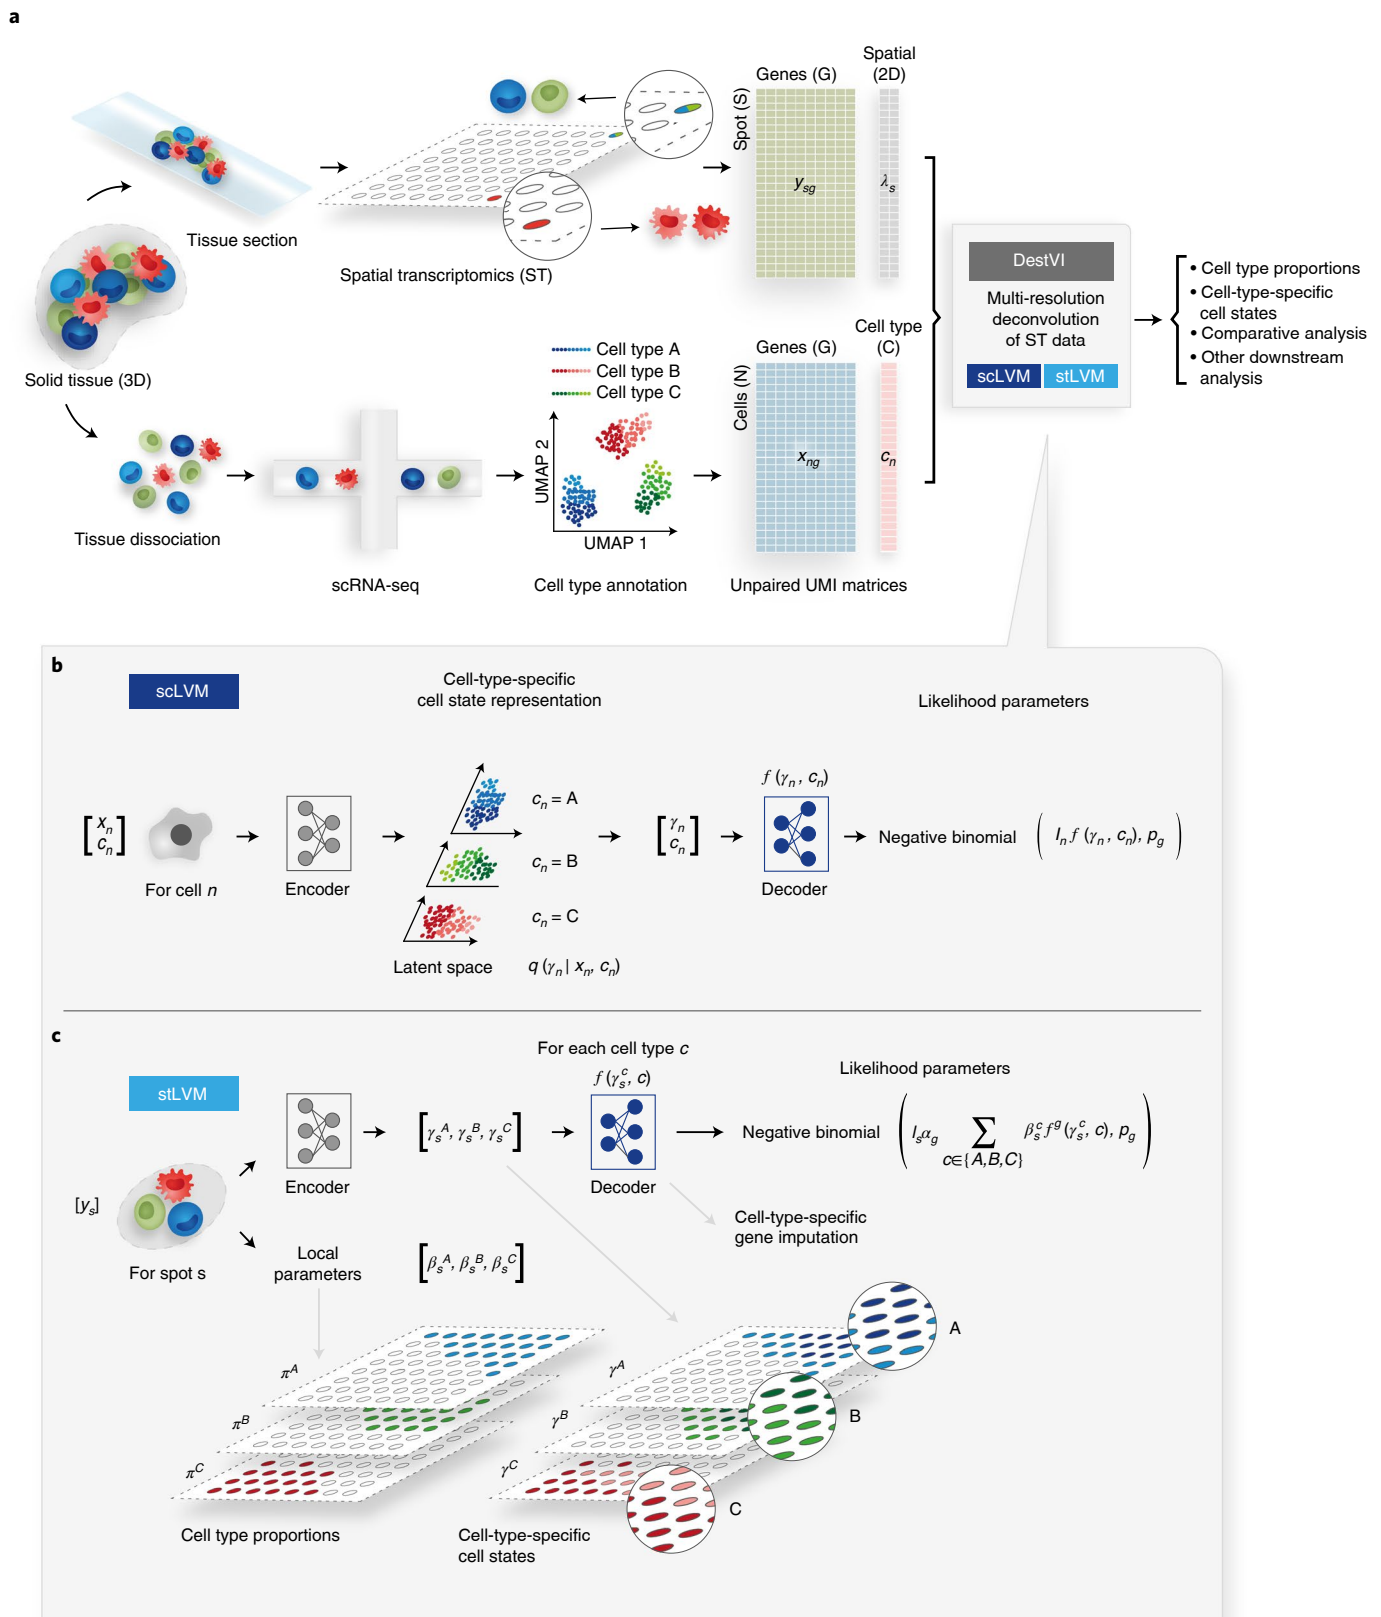 a
Tissue section
Solid tissue (3D)
Tissue dissociation
Spatial transcriptomics (ST)
scRNA-seq
Cell type A
Cell type B
Cell type C
UMAP 2
UMAP 1
Cell type annotation
Genes (G)
Spatial
(2D)
Spot (S)
y_sg
λ_s
Genes (G)
Cell type
(C)
Cells (N)
x_ng
c_n
Unpaired UMI matrices
DestVI
Multi-resolution
deconvolution
of ST data
scLVM stLVM
• Cell type proportions
• Cell-type-specific
cell states
• Comparative analysis
• Other downstream
analysis
b
scLVM
Cell-type-specific
cell state representation
Likelihood parameters
[x_n
c_n]
For cell n
Encoder
c_n = A
c_n = B
c_n = C
Latent space
q (γ_n | x_n, c_n)
[γ_n
c_n]
f (γ_n, c_n)
Decoder
Negative binomial ( l_n f (γ_n, c_n), p_g )
c
stLVM
[y_s]
For spot s
Encoder
Local
parameters
[γ_s^A, γ_s^B, γ_s^C]
[β_s^A, β_s^B, β_s^C]
For each cell type c
f (γ_s^c, c)
Decoder
Likelihood parameters
Negative binomial ( l_s α_g ∑ c∈{A,B,C} β_s^c f^g (γ_s^c, c), p_g )
Cell-type-specific
gene imputation
π^A
π^B
π^C
Cell type proportions
γ^A
γ^B
γ^C
A
B
C
Cell-type-specific
cell states